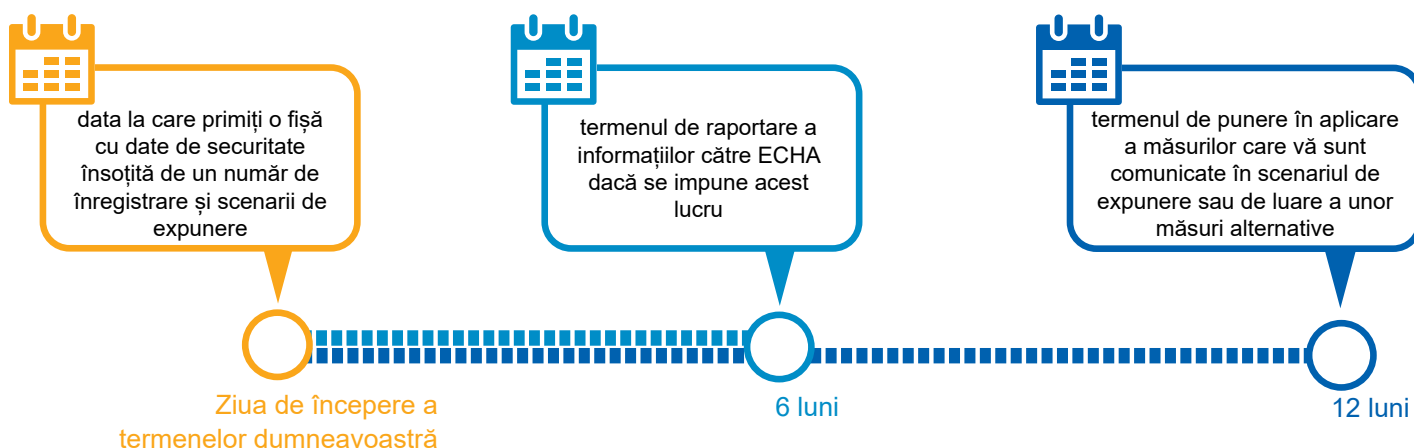 data la care primiți o fișă
cu date de securitate
însoțită de un număr de
înregistrare și scenarii de
expunere
termenul de raportare a
informațiilor către ECHA
dacă se impune acest
lucru
termenul de punere în aplicare
a măsurilor care vă sunt
comunicate în scenariul de
expunere sau de luare a unor
măsuri alternative
Ziua de începere a
termenelor dumneavoastră
6 luni
12 luni